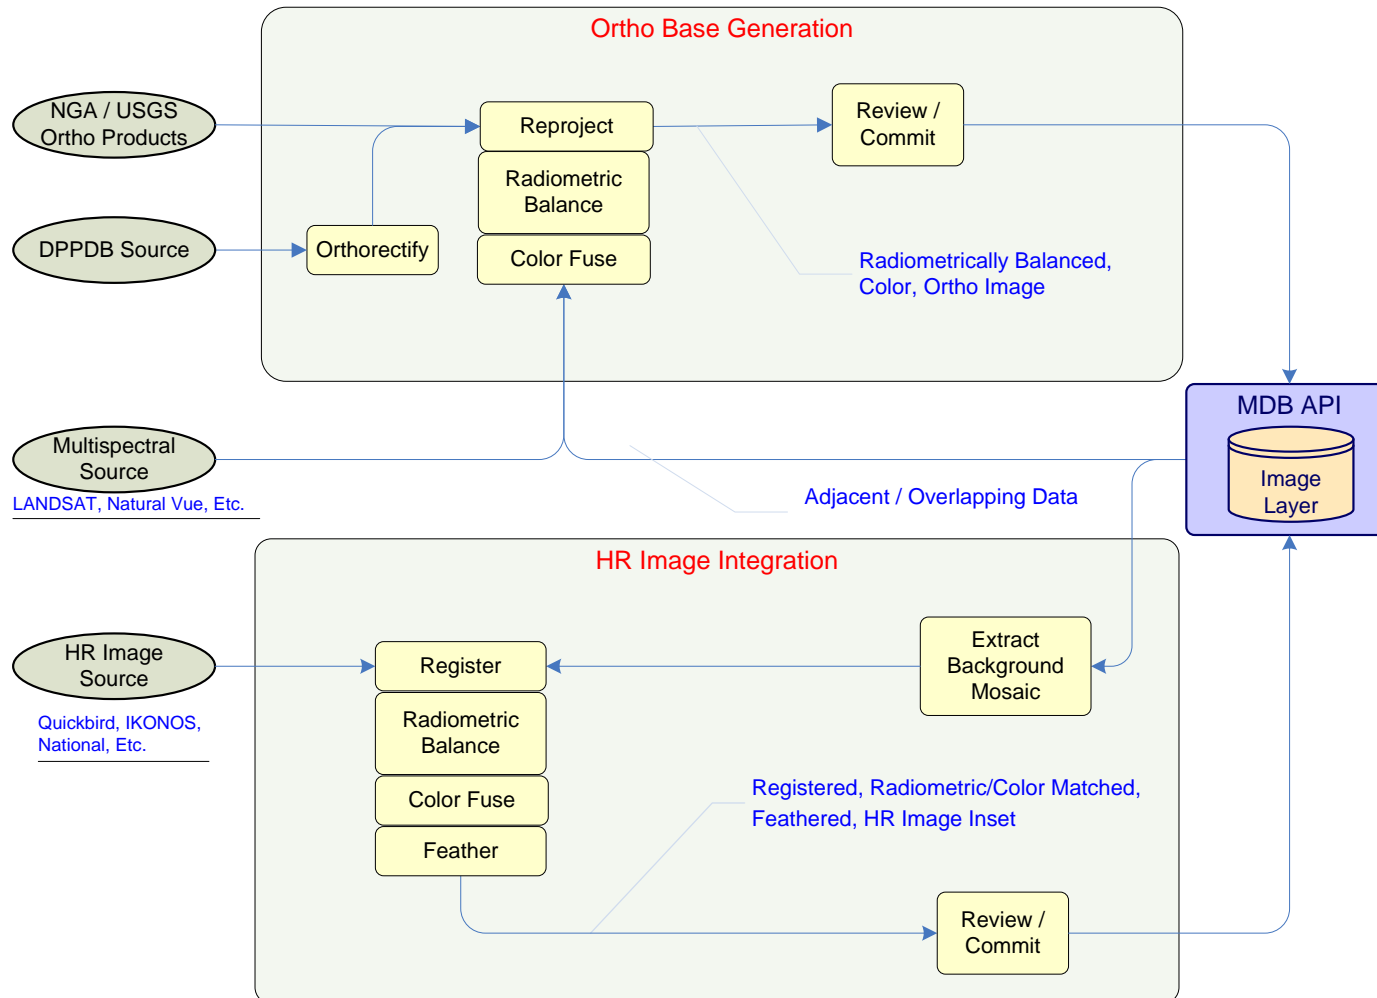 Ortho Base Generation
NGA / USGS
Ortho Products
Reproject
Review /
Commit
Radiometric
Balance
DPPDB Source
Orthorectify
Color Fuse
Radiometrically Balanced,
Color, Ortho Image
MDB API
Image
Layer
Multispectral
Source
LANDSAT, Natural Vue, Etc.
Adjacent / Overlapping Data
HR Image Integration
HR Image
Source
Quickbird, IKONOS,
National, Etc.
Register
Extract
Background
Mosaic
Radiometric
Balance
Color Fuse
Feather
Registered, Radiometric/Color Matched,
Feathered, HR Image Inset
Review /
Commit